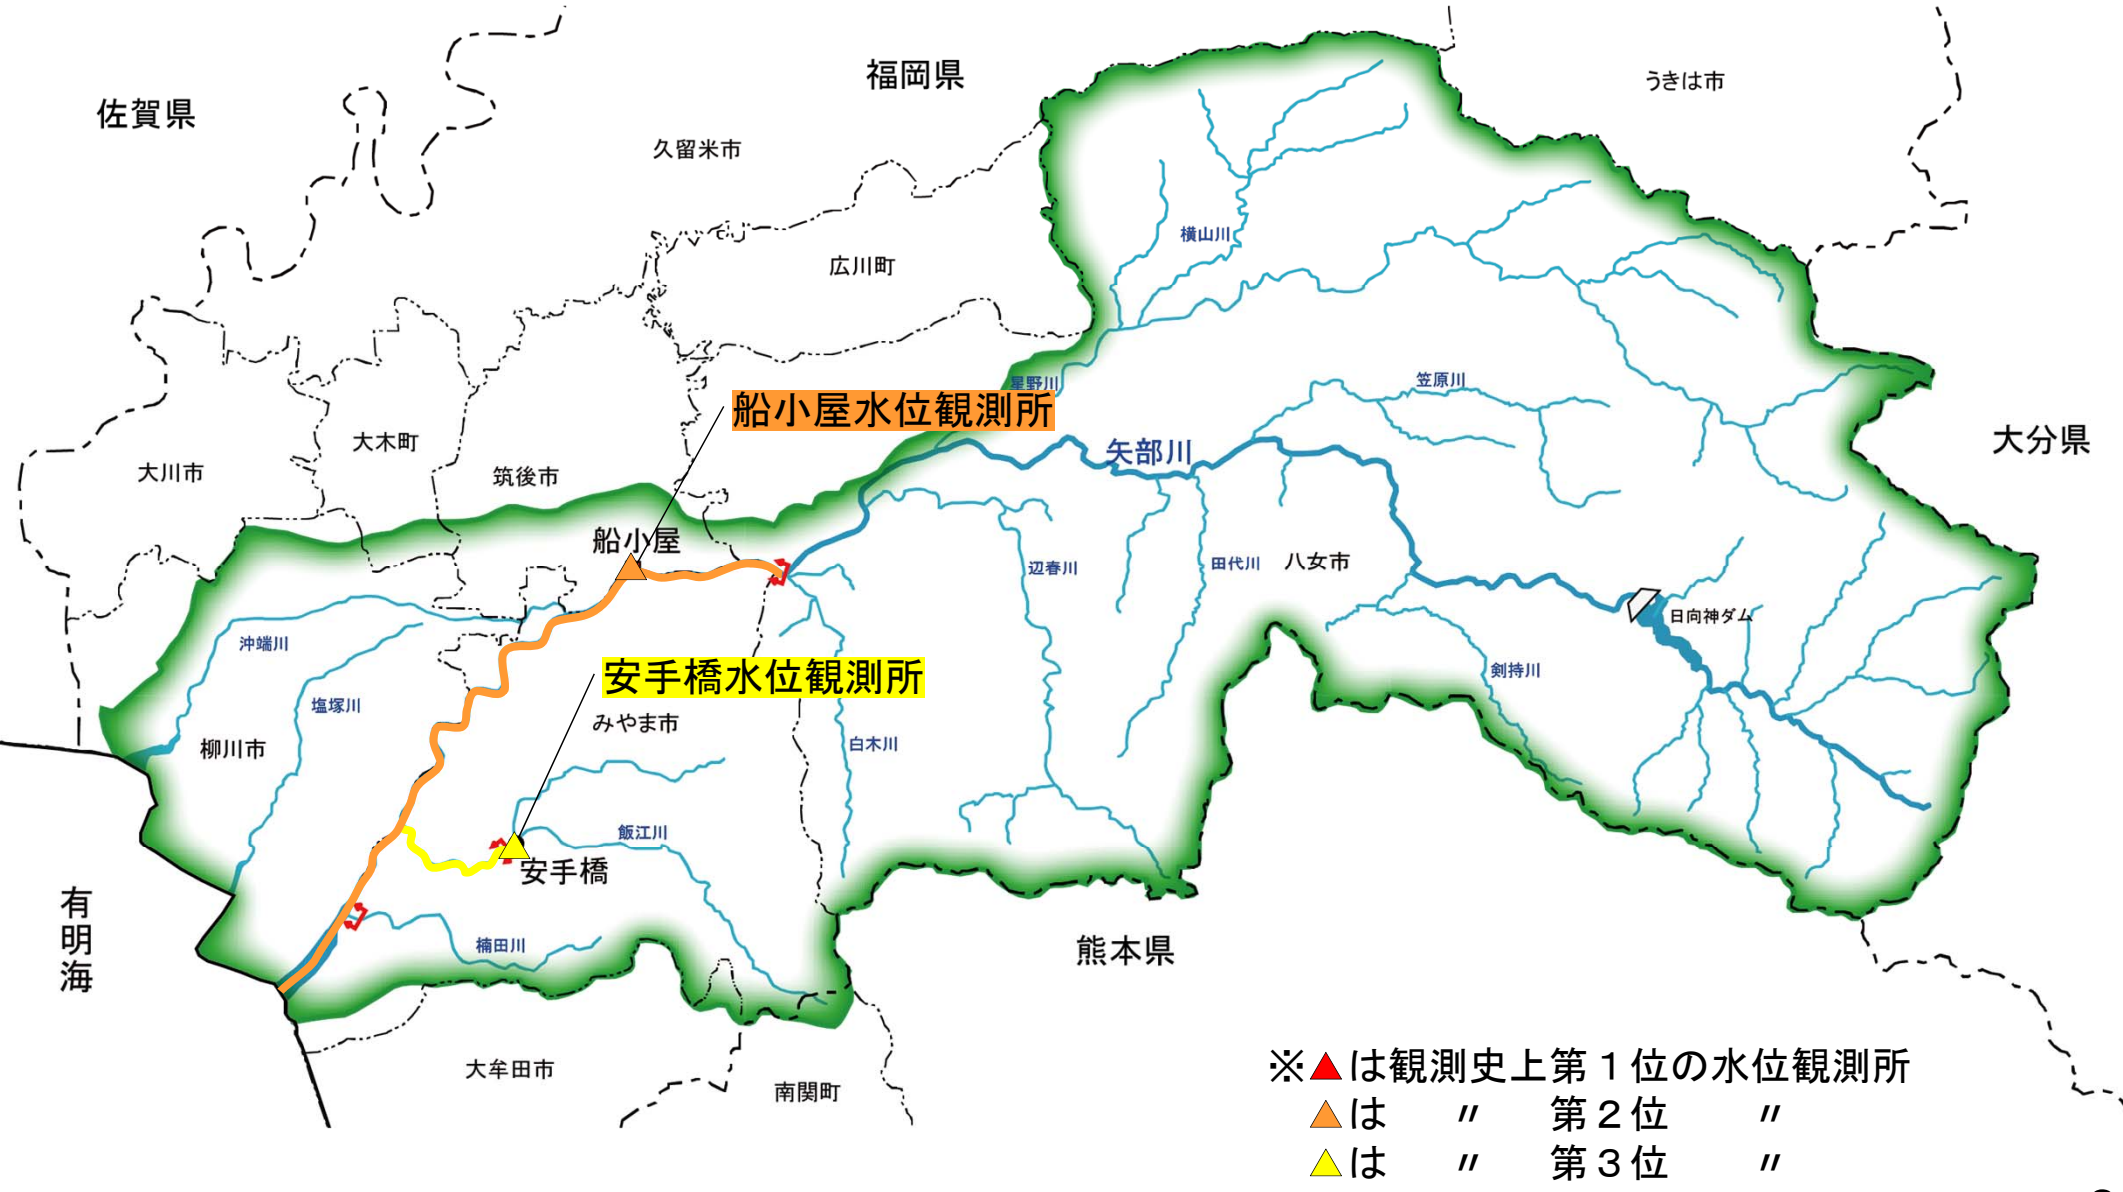 福岡県
うきは市
佐賀県
久留米市
横山川
広川町
星野川
笠原川
船小屋水位観測所
大木町
矢部川
大分県
大川市
筑後市
船小屋
辺春川
田代川
八女市
日向神ダム
沖端川
剣持川
安手橋水位観測所
塩塚川
みやま市
柳川市
白木川
飯江川
安手橋
有明海
楠田川
熊本県
大牟田市
南関町
※▲は観測史上第1位の水位観測所
▲は 〃 第2位 〃
▲は 〃 第3位 〃